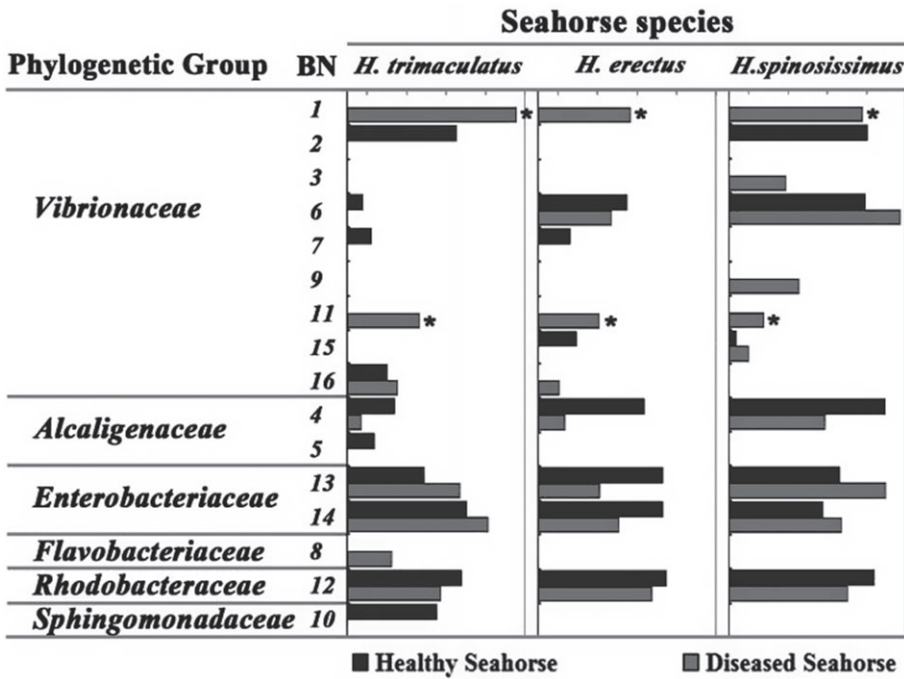 Seahorse species
Phylogenetic Group BN H. trimaculatus H. erectus H.spinosissimus
1 * * *
2
3
Vibrionaceae 6
7
9
11 * * *
15
16
Alcaligenaceae 4
5
Enterobacteriaceae 13
14
Flavobacteriaceae 8
Rhodobacteraceae 12
Sphingomonadaceae 10
Healthy Seahorse Diseased Seahorse